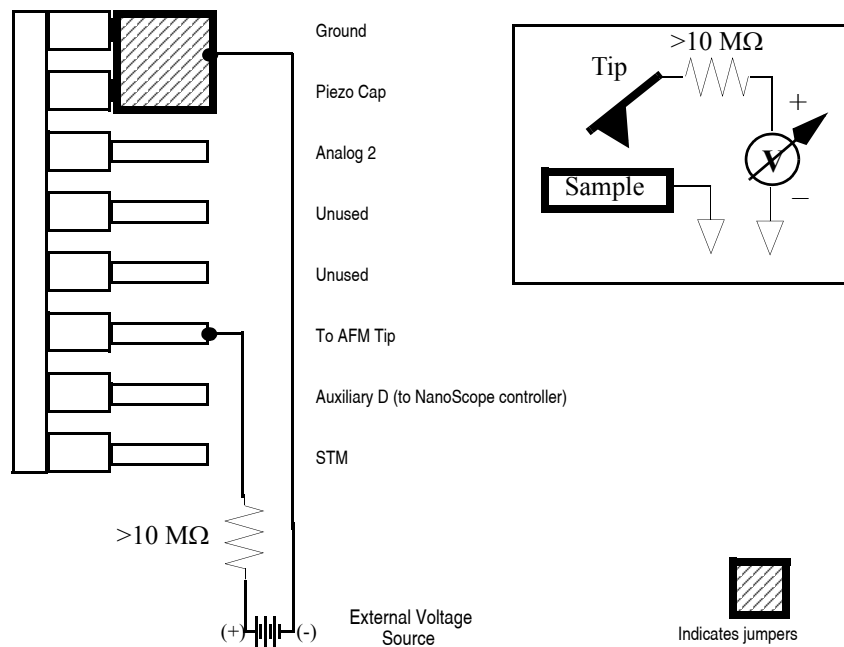 Ground
Piezo Cap
Analog 2
Unused
Unused
To AFM Tip
Auxiliary D (to NanoScope controller)
STM
>10 MΩ
(+)
(-)
External Voltage
Source
>10 MΩ
Tip
+
V
Sample
−
Indicates jumpers